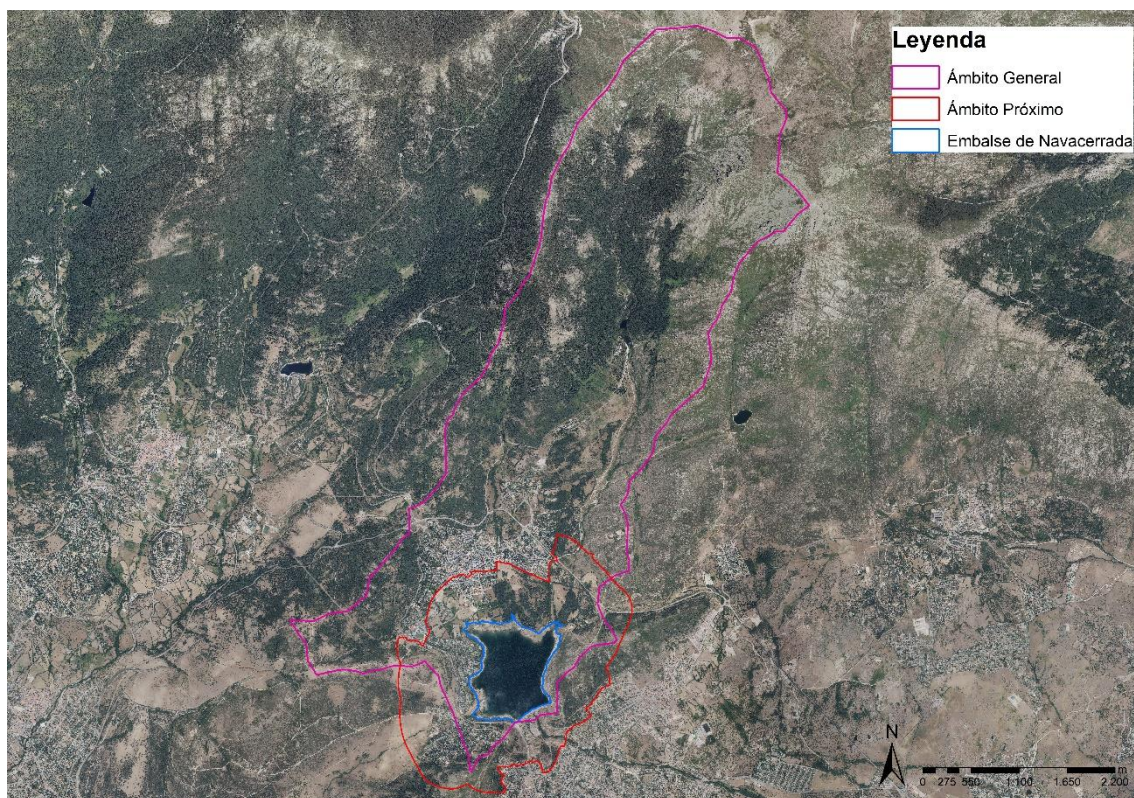 Leyenda
Ámbito General
Ámbito Próximo
Embalse de Navacerrada
N
m
0 275 550 1.100 1.650 2.200